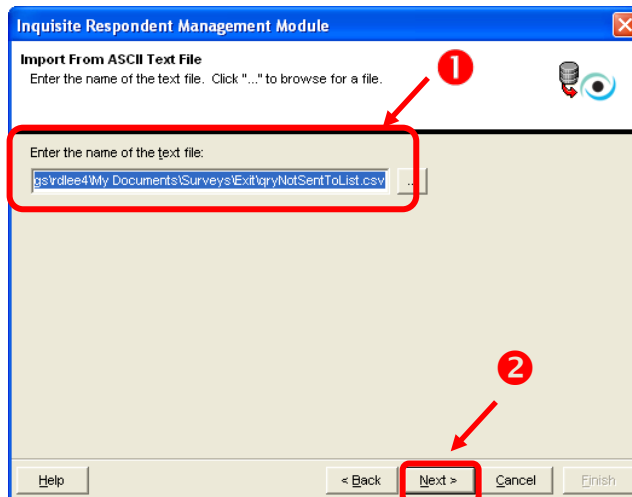 Inquisite Respondent Management Module
Import From ASCII Text File
Enter the name of the text file. Click "..." to browse for a file.
1
Enter the name of the text file:
gs\rdlee4\My Documents\Surveys\Exit\qryNotSentToList.csv
...
2
Help
< Back
Next >
Cancel
Finish